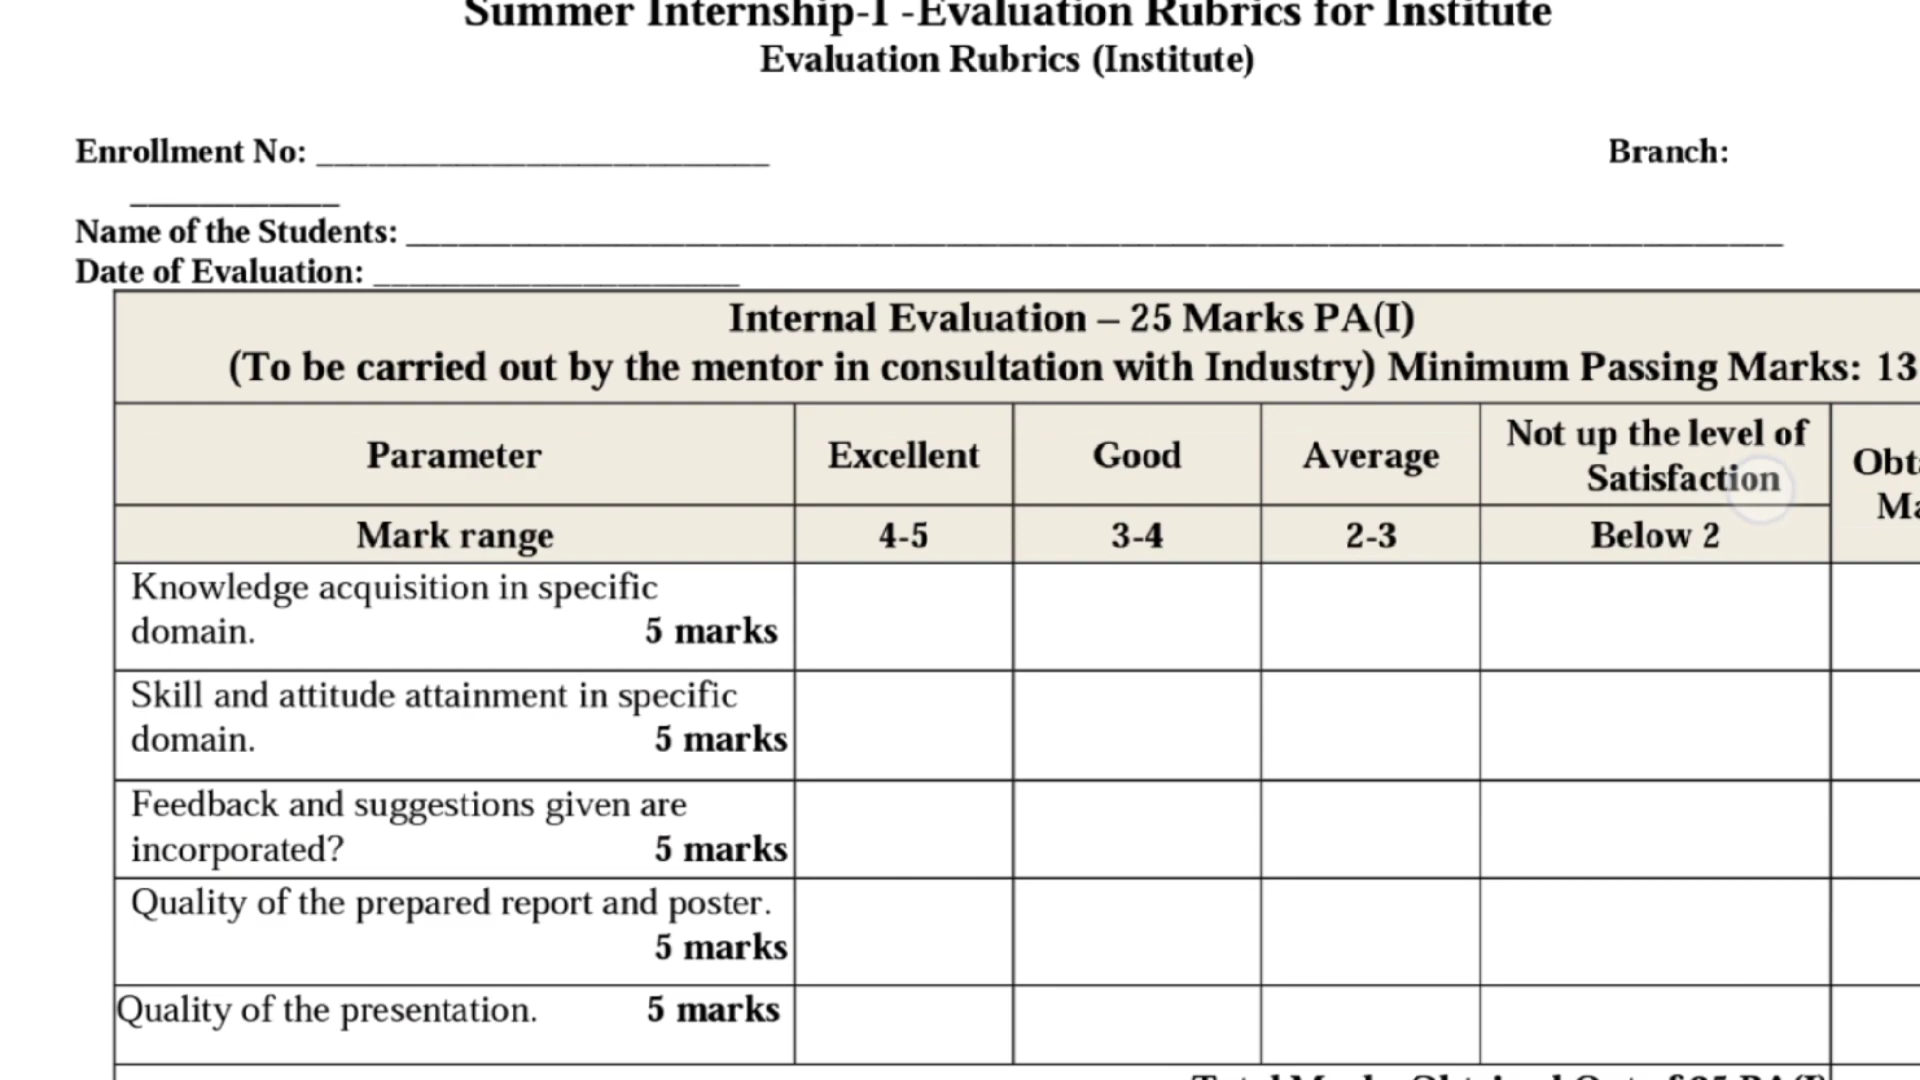 Summer Internship-I -Evaluation Rubrics for Institute
Evaluation Rubrics (Institute)
Enrollment No: __________________________ Branch:
____________
Name of the Students: _______________________________________________________________________________
Date of Evaluation: _____________________
Internal Evaluation – 25 Marks PA(I)
(To be carried out by the mentor in consultation with Industry) Minimum Passing Marks: 13
Parameter Excellent Good Average Not up the level of
Satisfaction
Mark range 4-5 3-4 2-3 Below 2
Knowledge acquisition in specific
domain. 5 marks
Skill and attitude attainment in specific
domain. 5 marks
Feedback and suggestions given are
incorporated? 5 marks
Quality of the prepared report and poster.
5 marks
Quality of the presentation. 5 marks